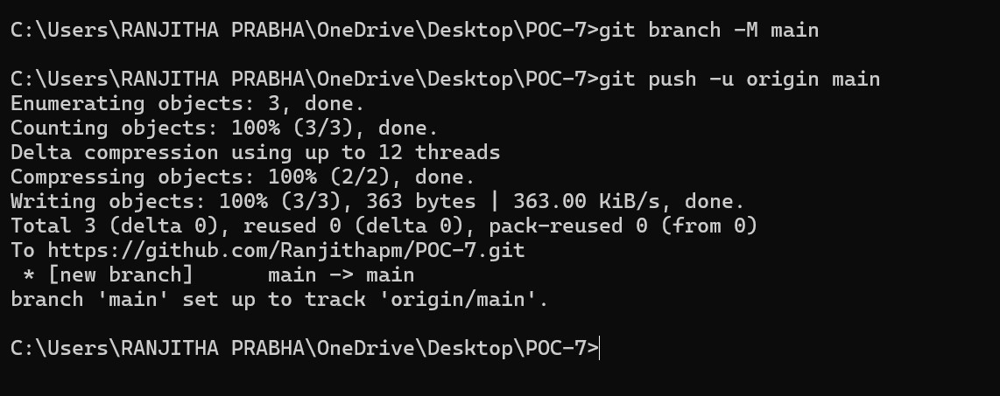 C:\Users\RANJITHA PRABHA\OneDrive\Desktop\POC-7>git branch -M main
C:\Users\RANJITHA PRABHA\OneDrive\Desktop\POC-7>git push -u origin main
Enumerating objects: 3, done.
Counting objects: 100% (3/3), done.
Delta compression using up to 12 threads
Compressing objects: 100% (2/2), done.
Writing objects: 100% (3/3), 363 bytes | 363.00 KiB/s, done.
Total 3 (delta 0), reused 0 (delta 0), pack-reused 0 (from 0)
To https://github.com/Ranjithapm/POC-7.git
 * [new branch]      main -> main
branch 'main' set up to track 'origin/main'.
C:\Users\RANJITHA PRABHA\OneDrive\Desktop\POC-7>